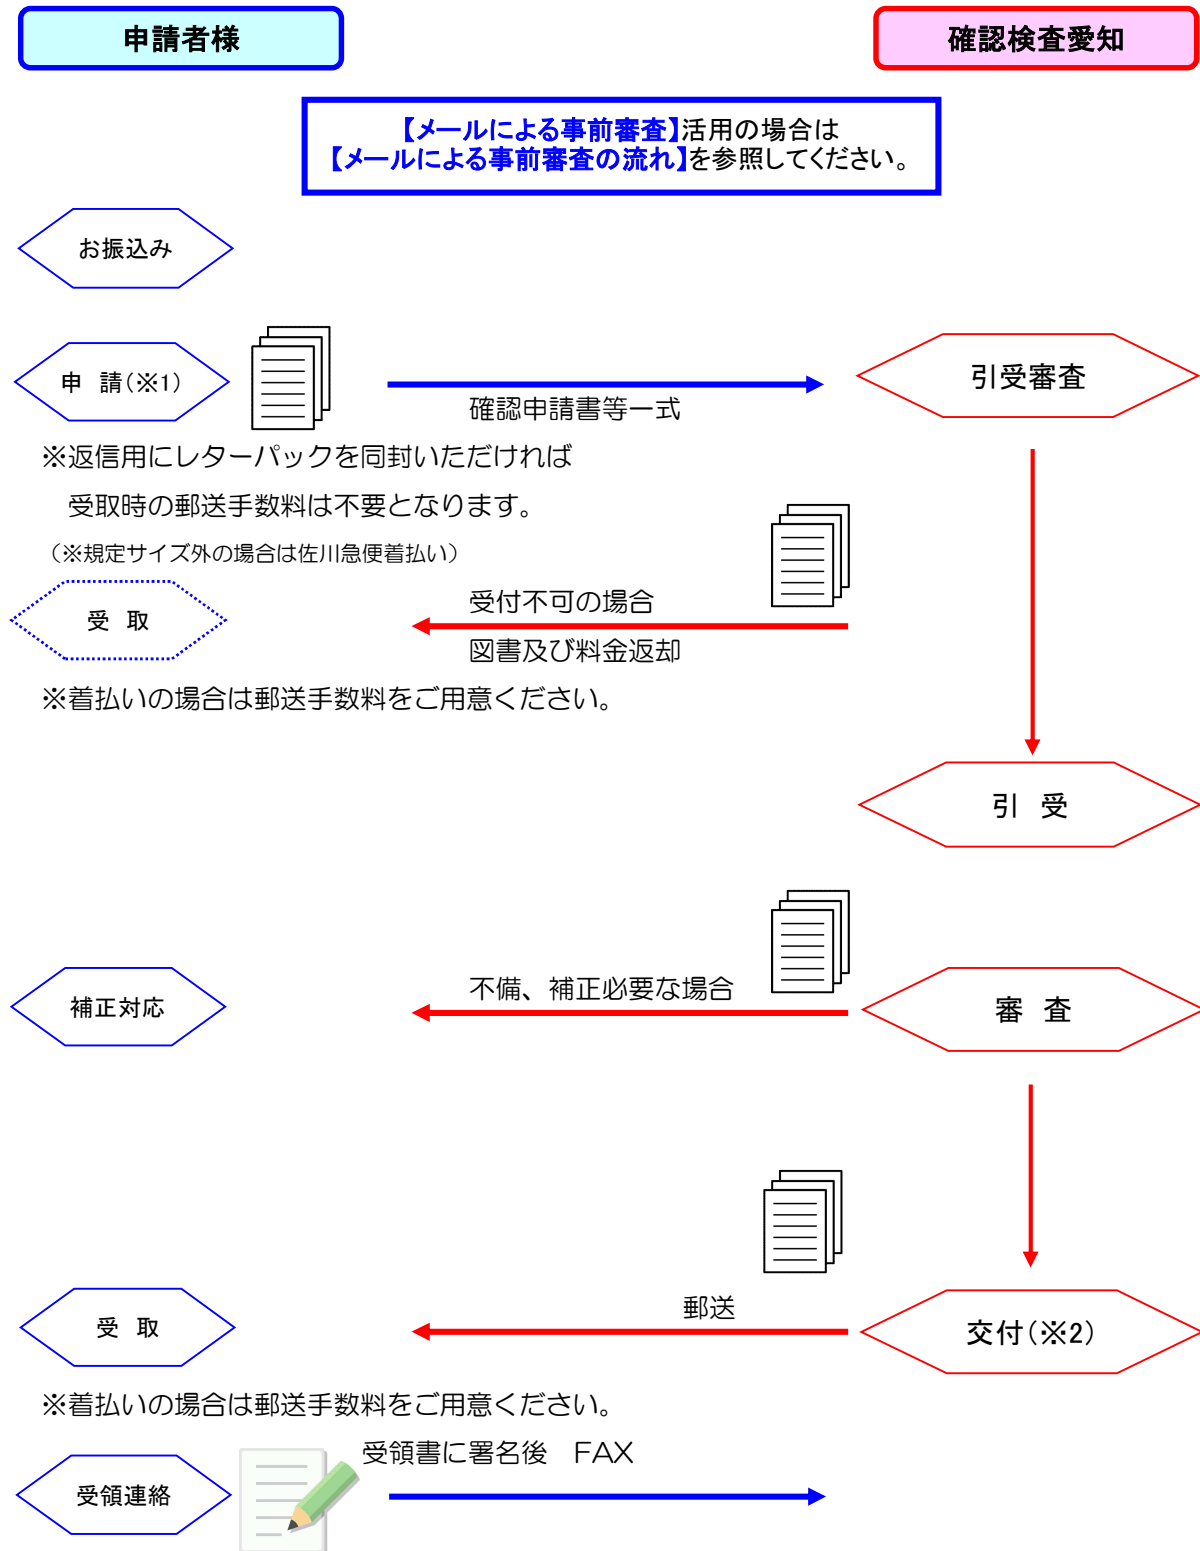 申請者様
確認検査愛知
【メールによる事前審査】活用の場合は
【メールによる事前審査の流れ】を参照してください。
お振込み
申 請(※1)
確認申請書等一式
引受審査
※返信用にレターパックを同封いただければ
受取時の郵送手数料は不要となります。
（※規定サイズ外の場合は佐川急便着払い）
受 取
受付不可の場合
図書及び料金返却
※着払いの場合は郵送手数料をご用意ください。
引 受
補正対応
不備、補正必要な場合
審 査
受 取
郵送
交付(※2)
※着払いの場合は郵送手数料をご用意ください。
受領書に署名後 FAX
受領連絡